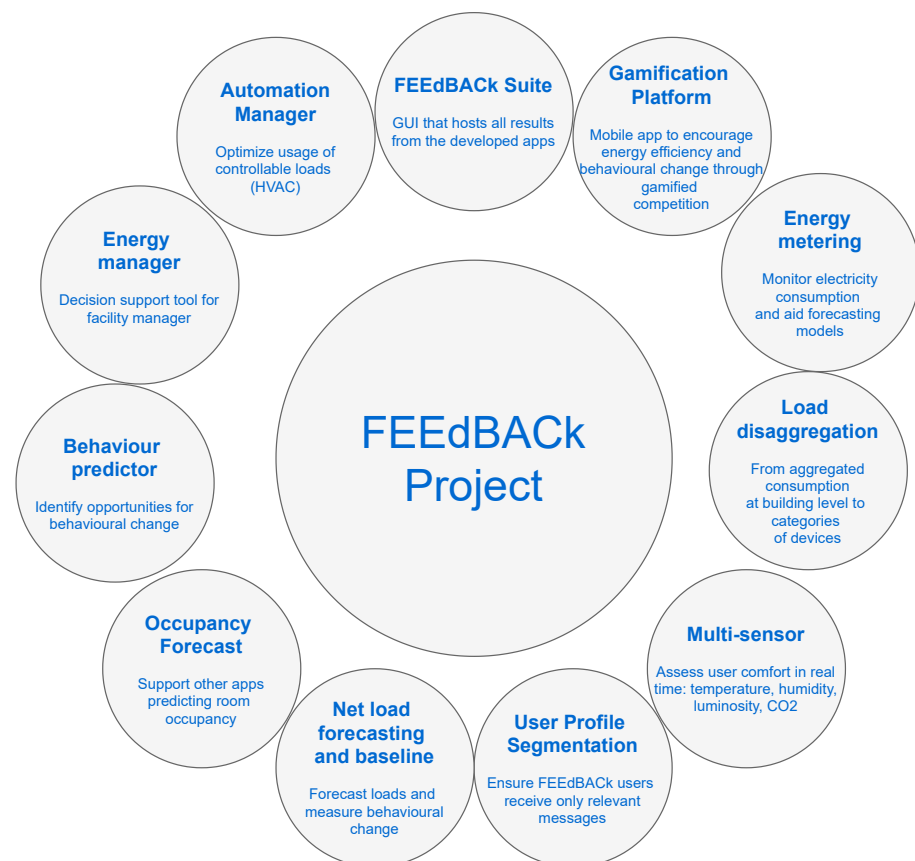 FEEdBACk Suite
GUI that hosts all results
from the developed apps
Gamification
Platform
Mobile app to encourage
energy efficiency and
behavioural change through
gamified
competition
Energy
metering
Monitor electricity
consumption
and aid forecasting
models
Load
disaggregation
From aggregated
consumption
at building level to
categories
of devices
Multi-sensor
Assess user comfort in real
time: temperature, humidity,
luminosity, CO2
User Profile
Segmentation
Ensure FEEdBACk users
receive only relevant
messages
Net load
forecasting
and baseline
Forecast loads and
measure behavioural
change
Occupancy
Forecast
Support other apps
predicting room
occupancy
Behaviour
predictor
Identify opportunities for
behavioural change
Energy
manager
Decision support tool for
facility manager
Automation
Manager
Optimize usage of
controllable loads
(HVAC)
FEEdBACk
Project